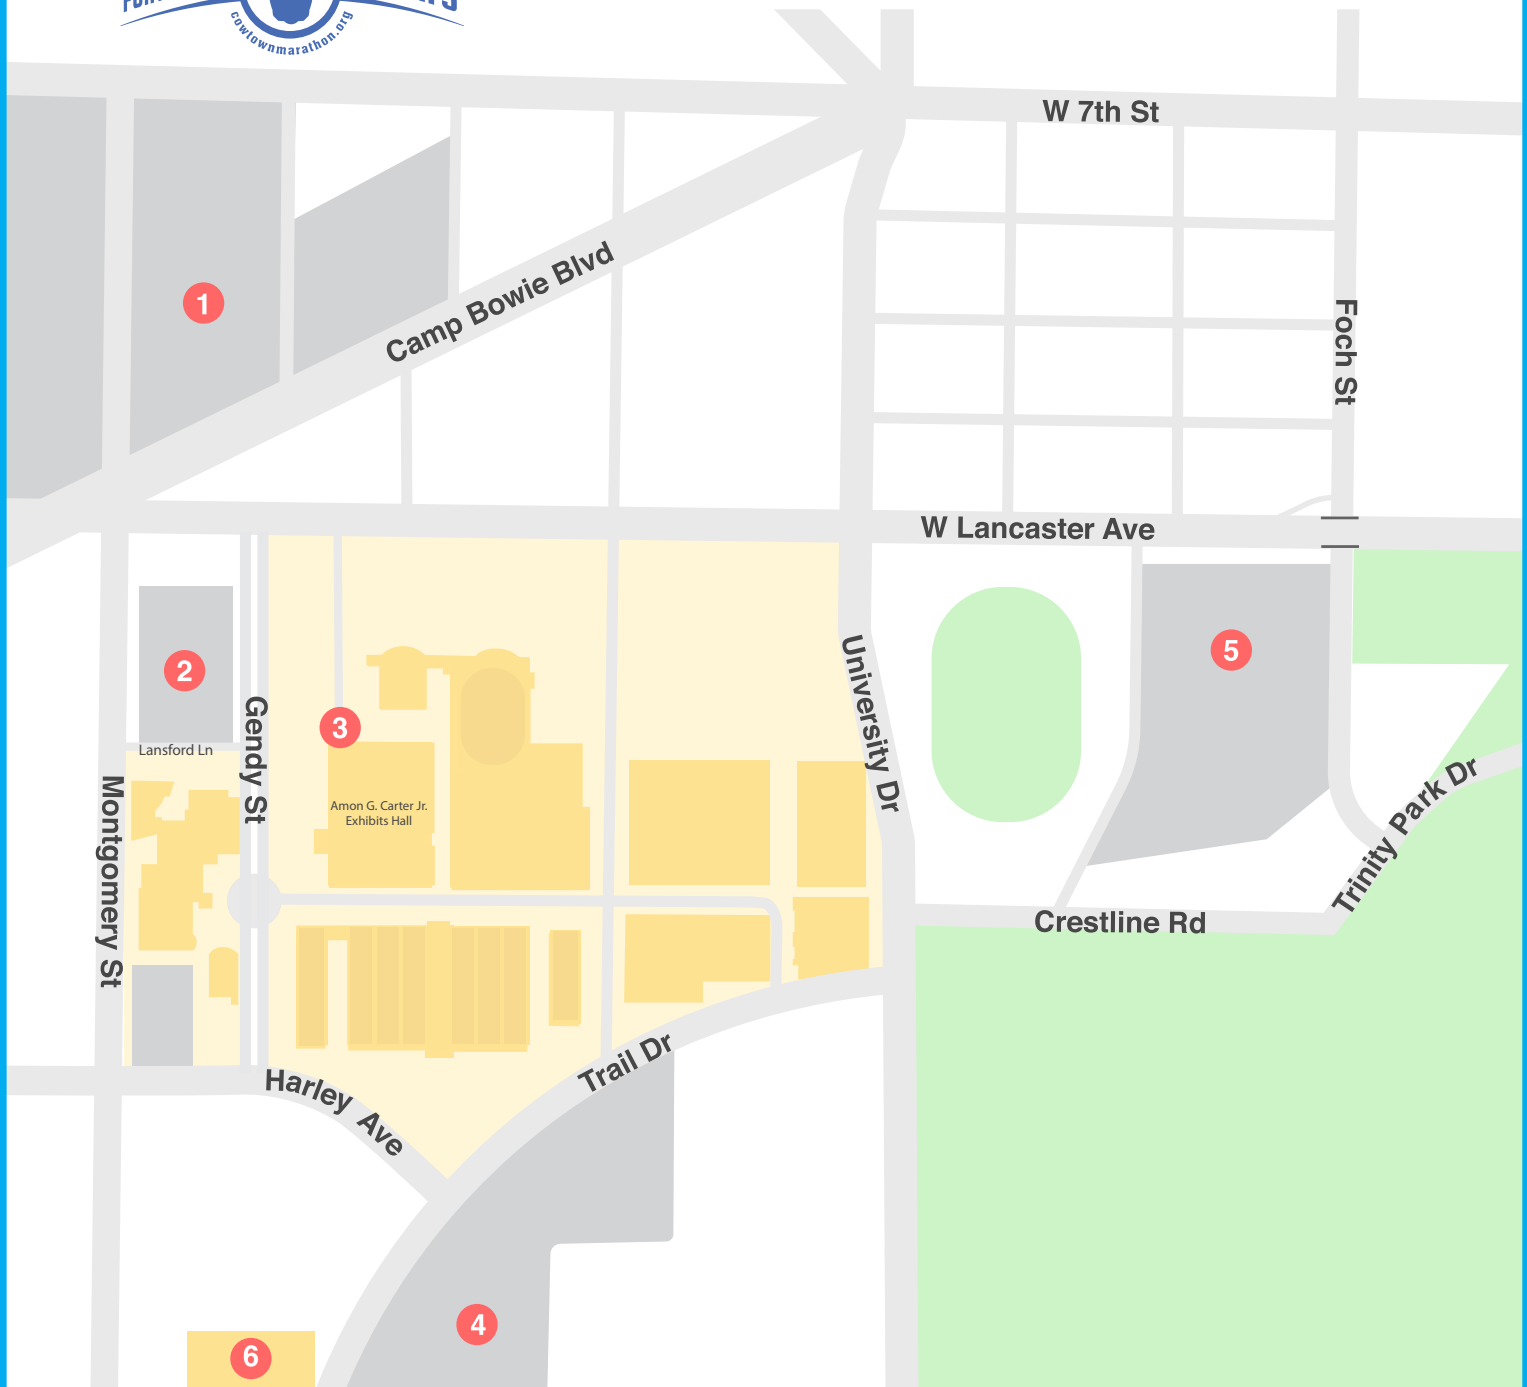 cowtownmarathon.org
W 7th St
Camp Bowie Blvd
Foch St
1
W Lancaster Ave
2
3
5
University Dr
Gendy St
Lansford Ln
Montgomery St
Amon G. Carter Jr.
Exhibits Hall
Trinity Park Dr
Crestline Rd
Trail Dr
Harley Ave
4
6